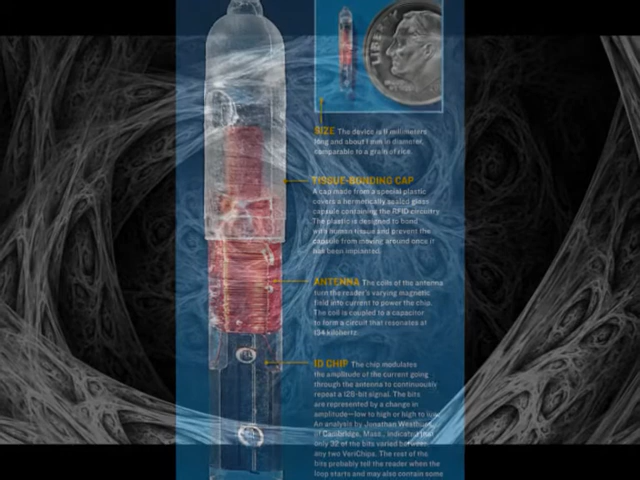 LIBERTY
SIZE The device is 11 millimeters
long and about 1 mm in diameter,
comparable to a grain of rice.
TISSUE-BONDING CAP
A cap made from a special plastic
covers a hermetically sealed glass
capsule containing the RFID circuitry.
The plastic is designed to bond
with human tissue and prevent the
capsule from moving around once it
has been implanted.
ANTENNA The coils of the antenna
turn the reader's varying magnetic
field into current to power the chip.
The coil is coupled to a capacitor
to form a circuit that resonates at
134 kilohertz.
ID CHIP The chip modulates
the amplitude of the current going
through the antenna to continuously
repeat a 128-bit signal. The bits
are represented by a change in
amplitude—low to high or high to low.
An analysis by Jonathan Westhues,
of Cambridge, Mass., indicates that
only 32 of the bits varied between
any two VeriChips. The rest of the
bits probably tell the reader when the
loop starts and may also contain some